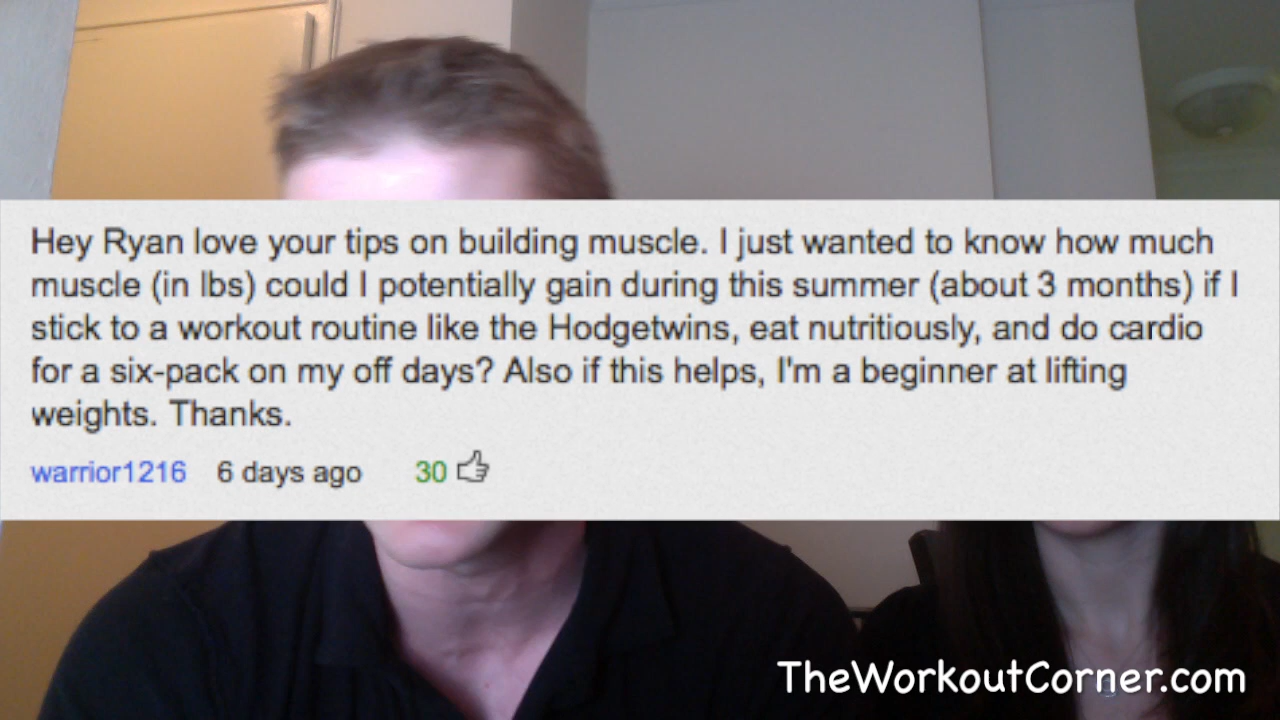 Hey Ryan love your tips on building muscle. I just wanted to know how much
muscle (in lbs) could I potentially gain during this summer (about 3 months) if I
stick to a workout routine like the Hodgetwins, eat nutritiously, and do cardio
for a six-pack on my off days? Also if this helps, I'm a beginner at lifting
weights. Thanks.
warrior1216 6 days ago 30
TheWorkoutCorner.com